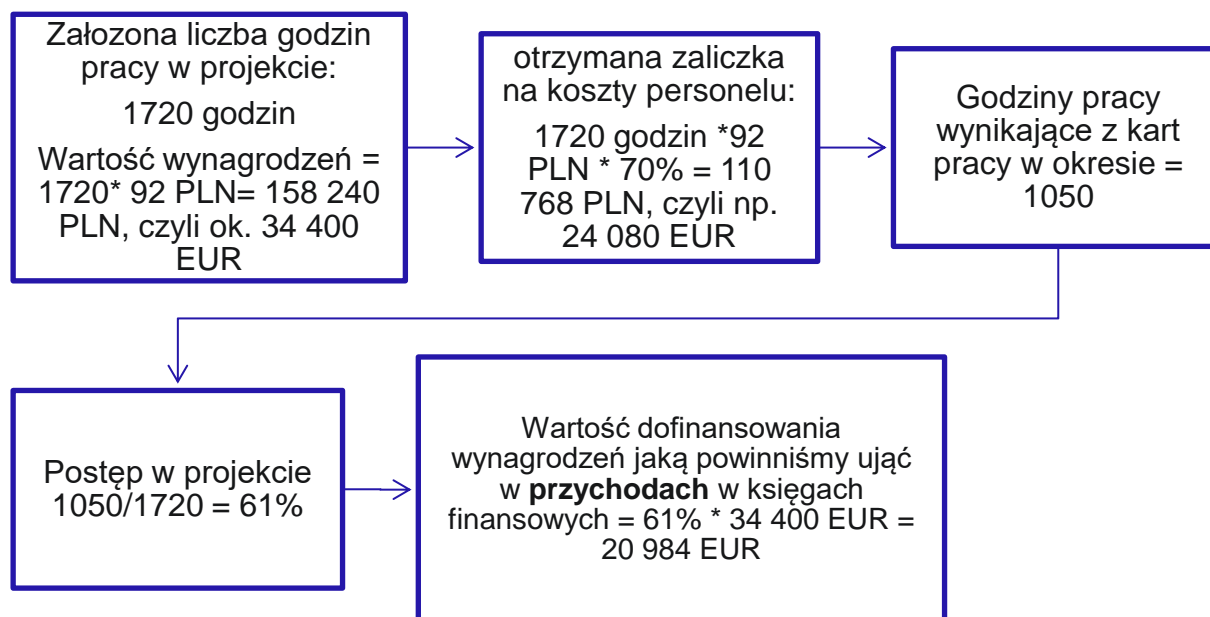 Załozona liczba godzin
pracy w projekcie:
1720 godzin
Wartość wynagrodzeń =
1720* 92 PLN= 158 240
PLN, czyli ok. 34 400
EUR
otrzymana zaliczka
na koszty personelu:
1720 godzin *92
PLN * 70% = 110
768 PLN, czyli np.
24 080 EUR
Godziny pracy
wynikające z kart
pracy w okresie =
1050
Postęp w projekcie
1050/1720 = 61%
Wartość dofinansowania
wynagrodzeń jaką powinniśmy ująć
w przychodach w księgach
finansowych = 61% * 34 400 EUR =
20 984 EUR